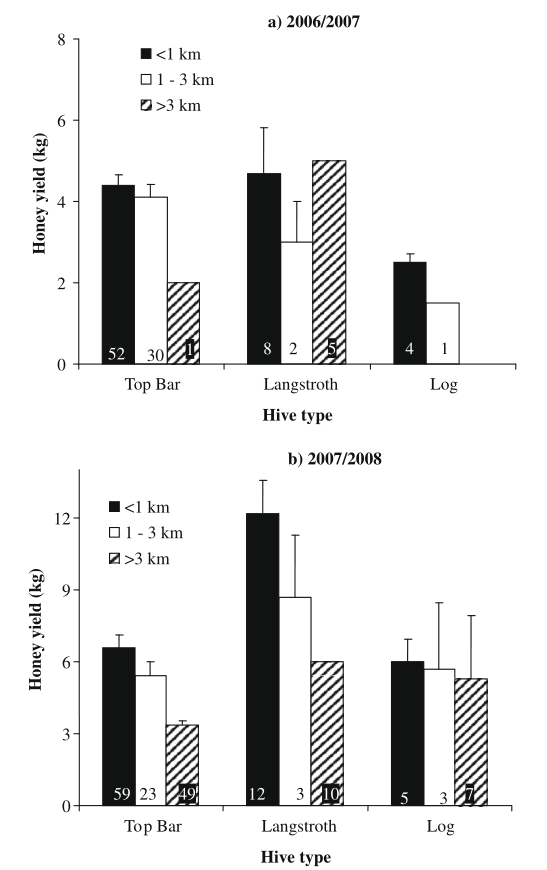 a) 2006/2007
8
<1 km
1 - 3 km
>3 km
6
4
2
0
Honey yield (kg)
52 30 1 8 2 5 4 1
Top Bar Langstroth Log
Hive type
b) 2007/2008
<1 km
1 - 3 km
>3 km
12
9
6
3
0
Honey yield (kg)
59 23 49 12 3 10 5 3 7
Top Bar Langstroth Log
Hive type